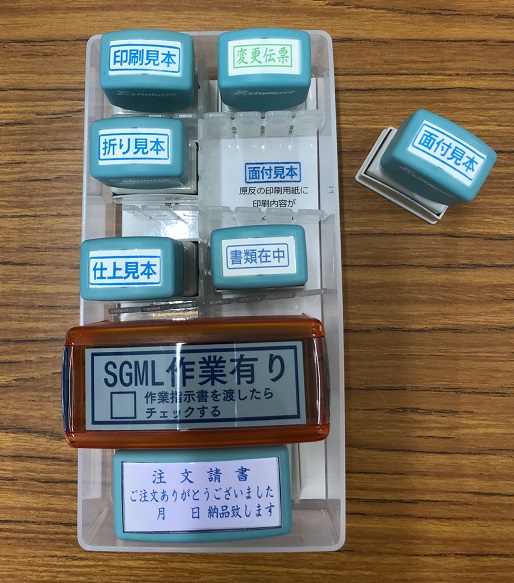 印刷見本
変更伝票
折り見本
面付見本
面付見本
原反の印刷用紙に
印刷内容が
仕上見本
書類在中
SGML作業有り
作業指示書を渡したら
チェックする
注文請書
ご注文ありがとうございました
月 日 納品致します